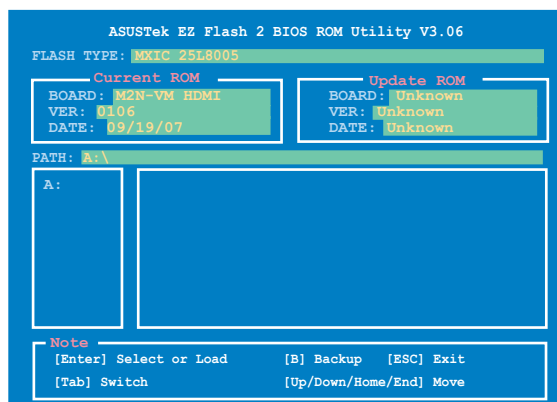 ASUSTek EZ Flash 2 BIOS ROM Utility V3.06
FLASH TYPE: MXIC 25L8005
Current ROM
BOARD: M2N-VM HDMI
VER: 0106
DATE: 09/19/07
Update ROM
BOARD: Unknown
VER: Unknown
DATE: Unknown
PATH: A:\
A:
Note
[Enter] Select or Load [B] Backup [ESC] Exit
[Tab] Switch [Up/Down/Home/End] Move